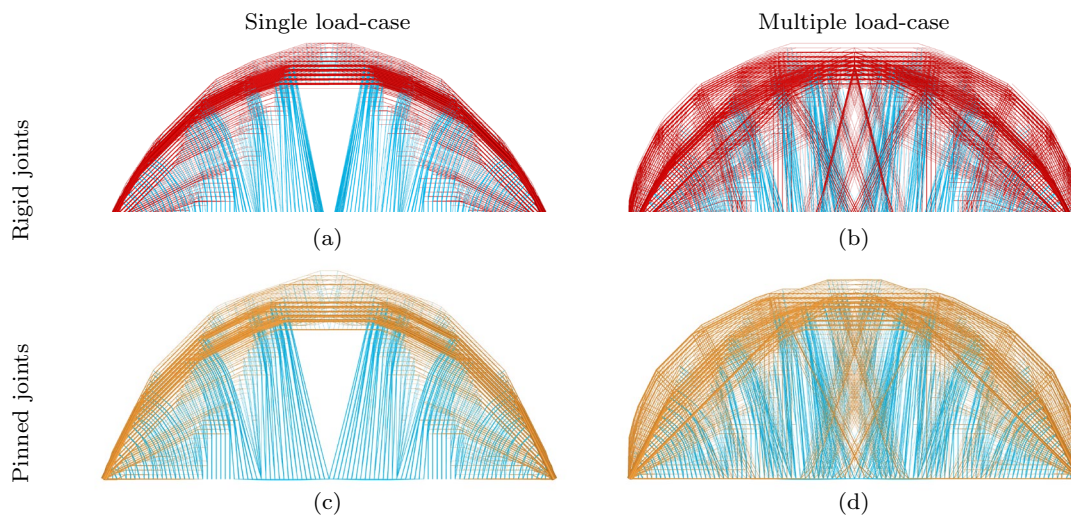 Single load-case
Multiple load-case
Rigid joints
(a)
(b)
Pinned joints
(c)
(d)